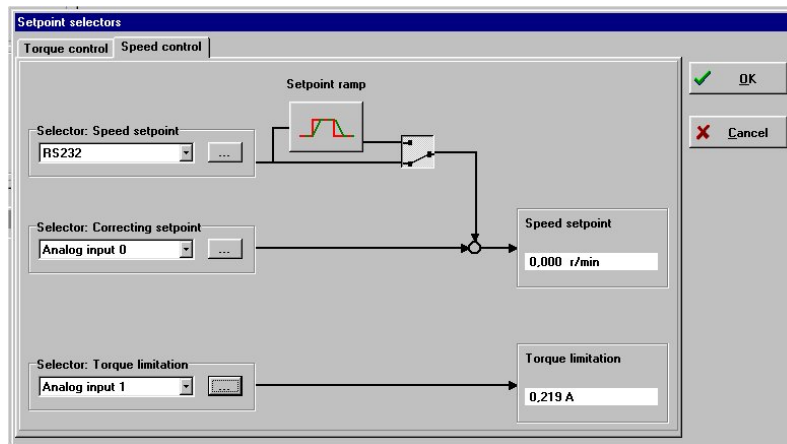 Setpoint selectors
Torque control Speed control
Setpoint ramp
OK
Selector: Speed setpoint
RS232 ...
Cancel
Selector: Correcting setpoint
Analog input 0 ...
Speed setpoint
0,000 r/min
Selector: Torque limitation
Analog input 1 ...
Torque limitation
0,219 A